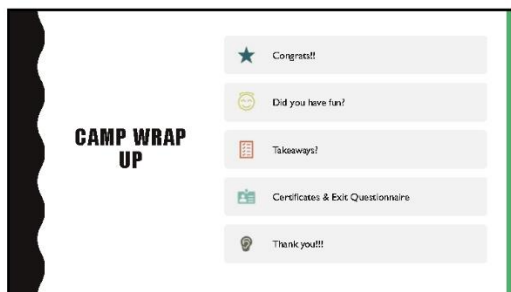 CAMP WRAP
UP
Congrats!!
Did you have fun?
Takeaways?
Certificates & Exit Questionnaire
Thank you!!!